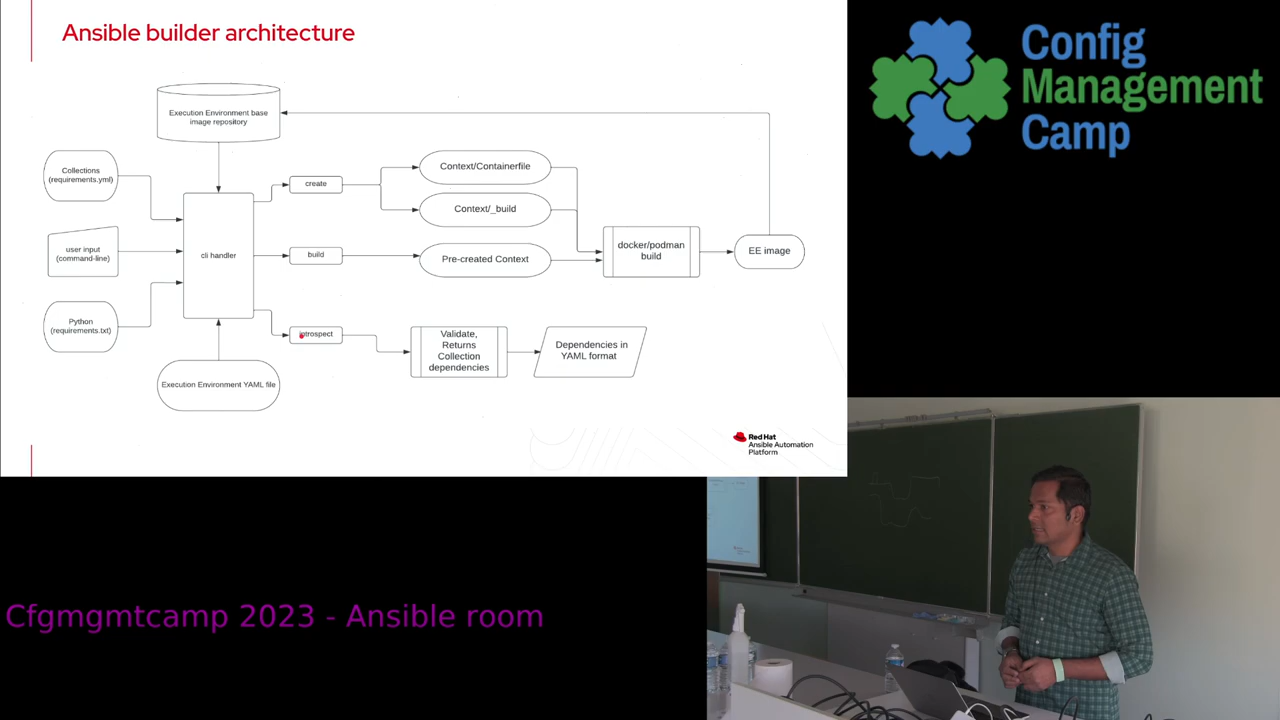 Ansible builder architecture
Execution Environment base
image repository
Collections
(requirements.yml)
user input
(command-line)
Python
(requirements.txt)
cli handler
Execution Environment YAML file
create
build
introspect
Context/Containerfile
Context/_build
Pre-created Context
docker/podman
build
EE image
Validate,
Returns
Collection
dependencies
Dependencies in
YAML format
Red Hat
Ansible Automation
Platform
Config
Management
Camp
Cfgmgmtcamp 2023 - Ansible room